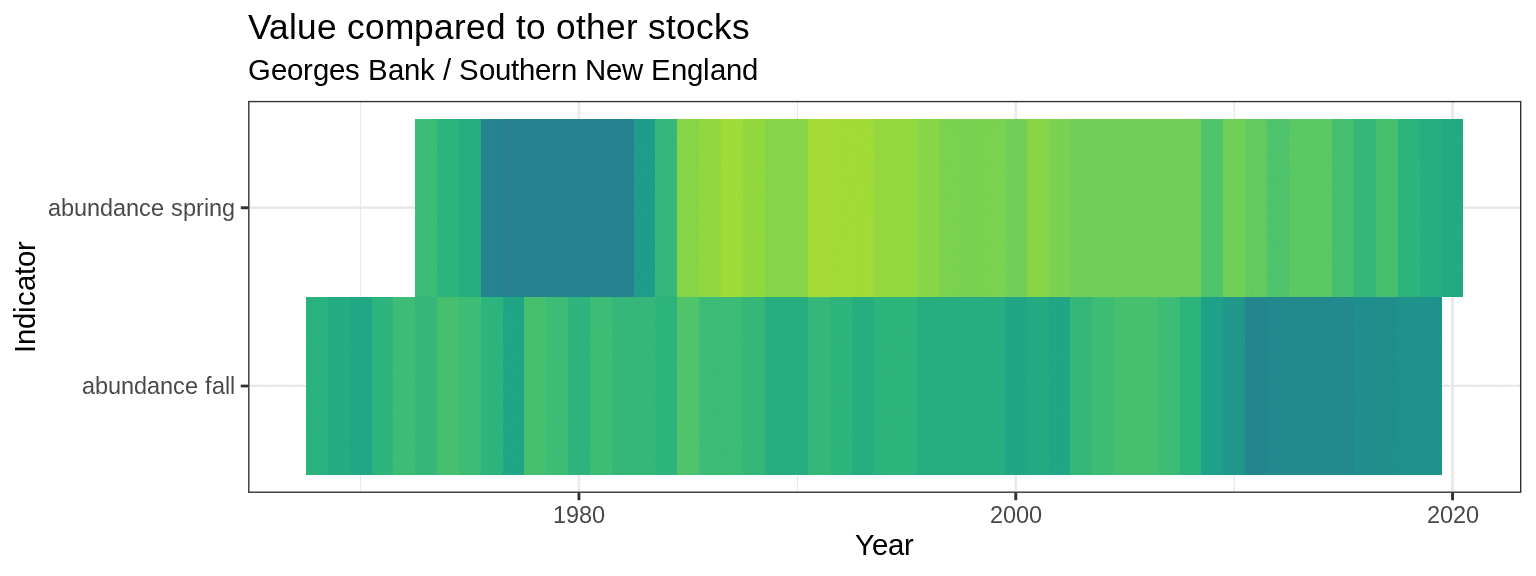 Value compared to other stocks
Georges Bank / Southern New England
Indicator
abundance spring
abundance fall
1980 2000 2020
Year